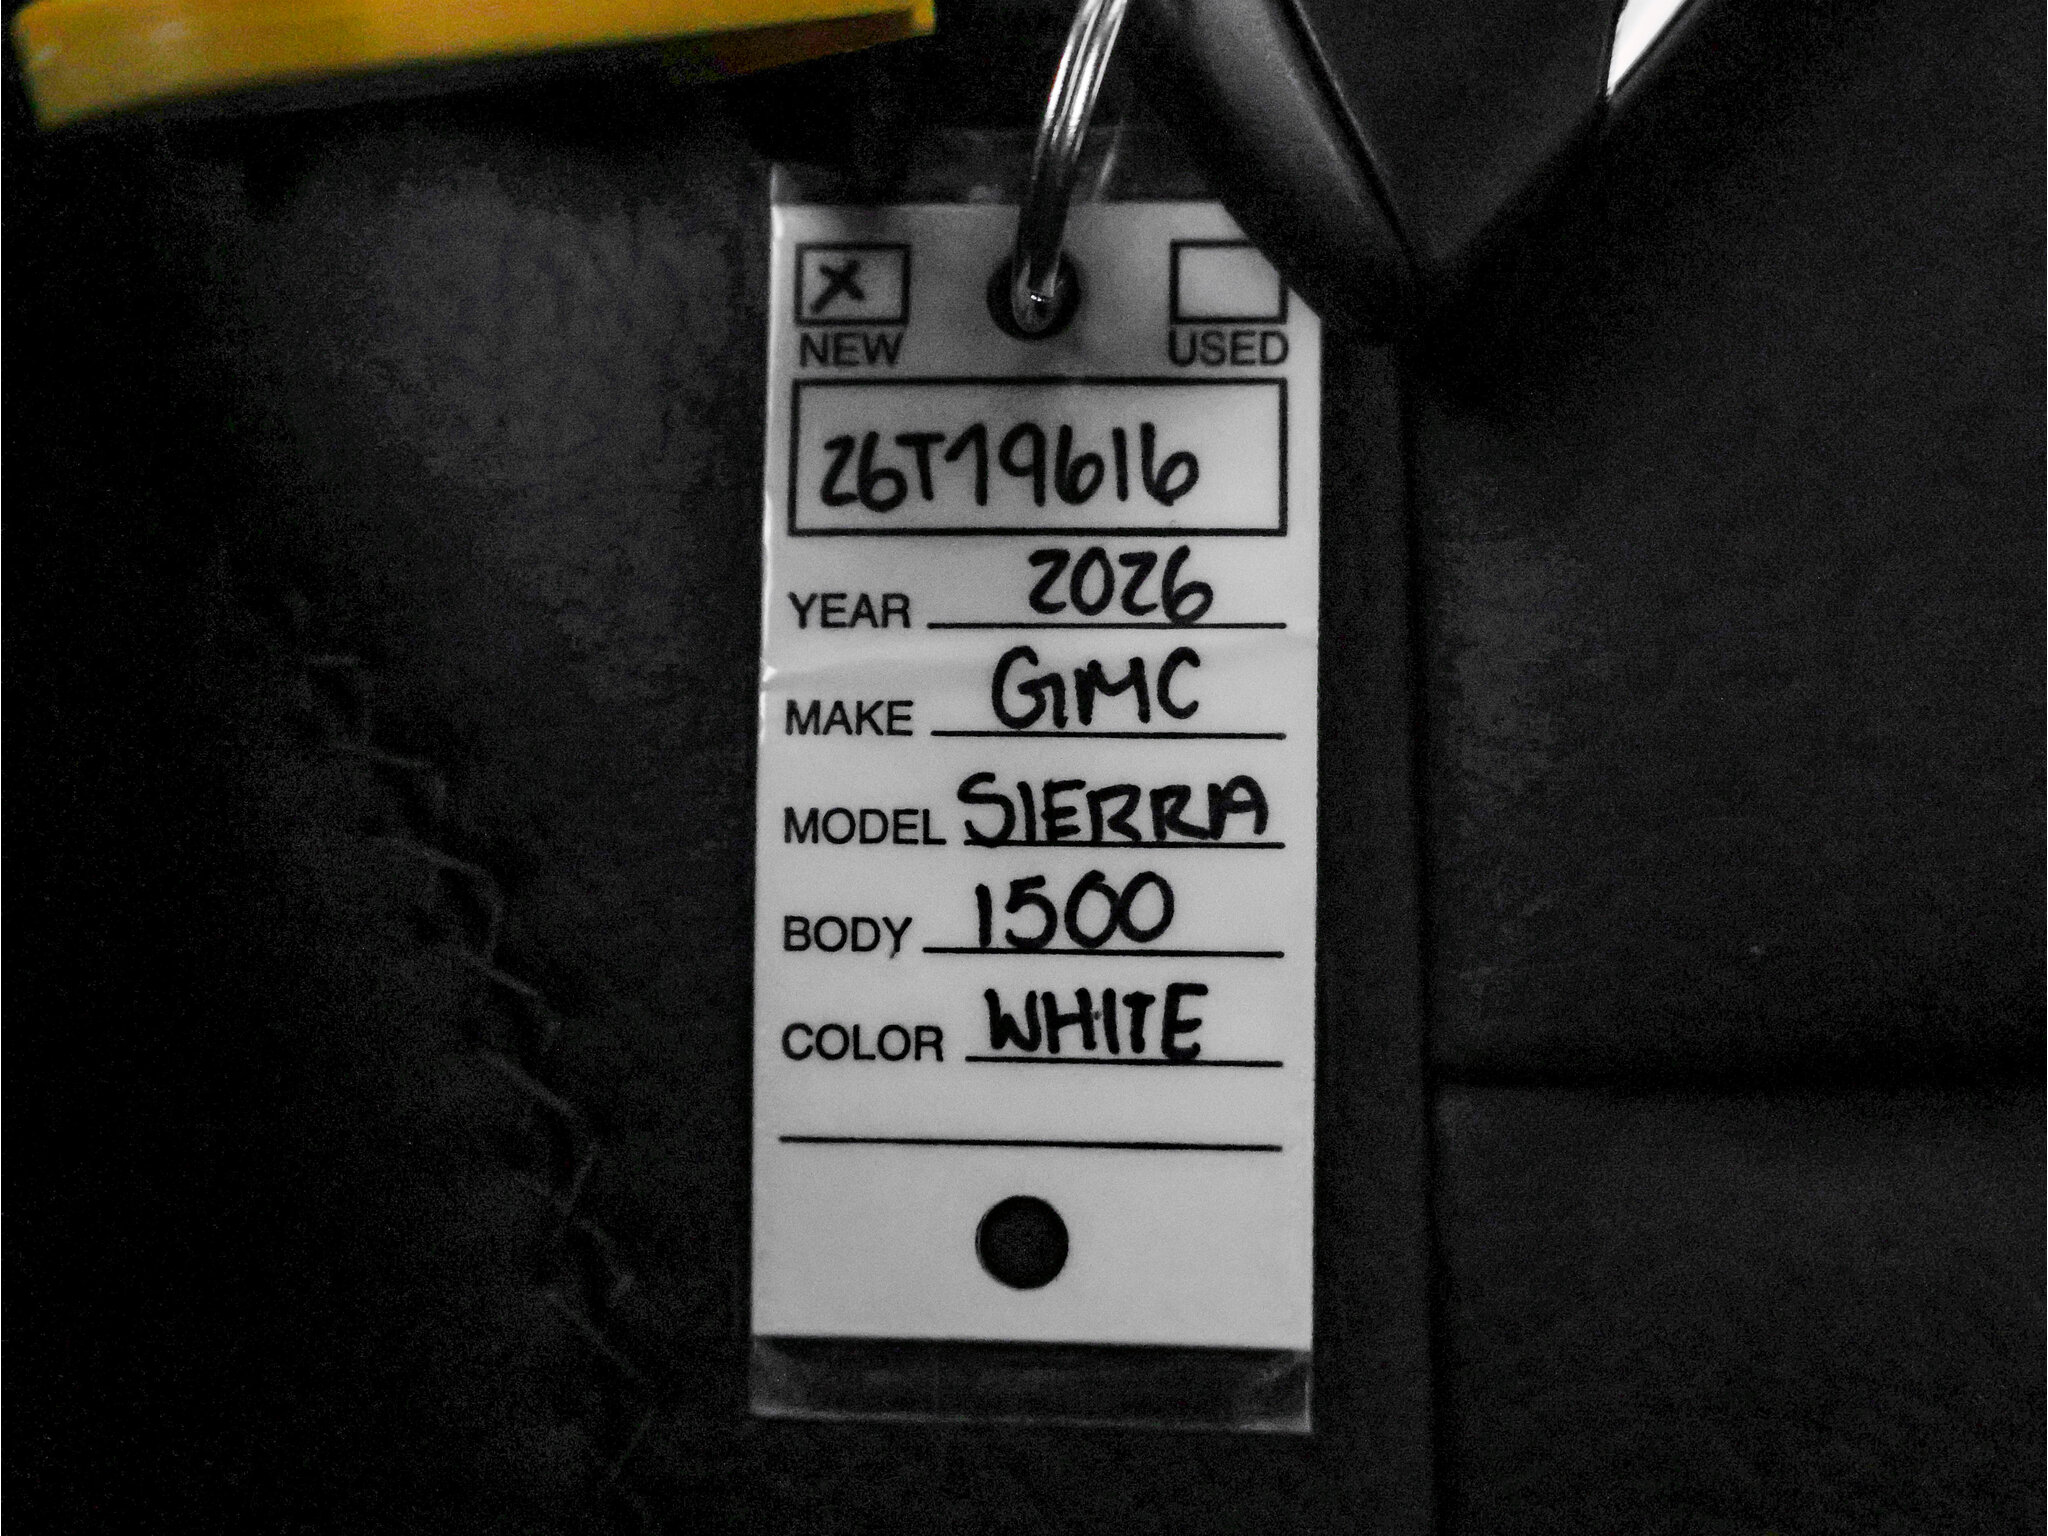 X
NEW USED
26T19616
YEAR 2026
MAKE GMC
MODEL SIERRA
BODY 1500
COLOR WHITE